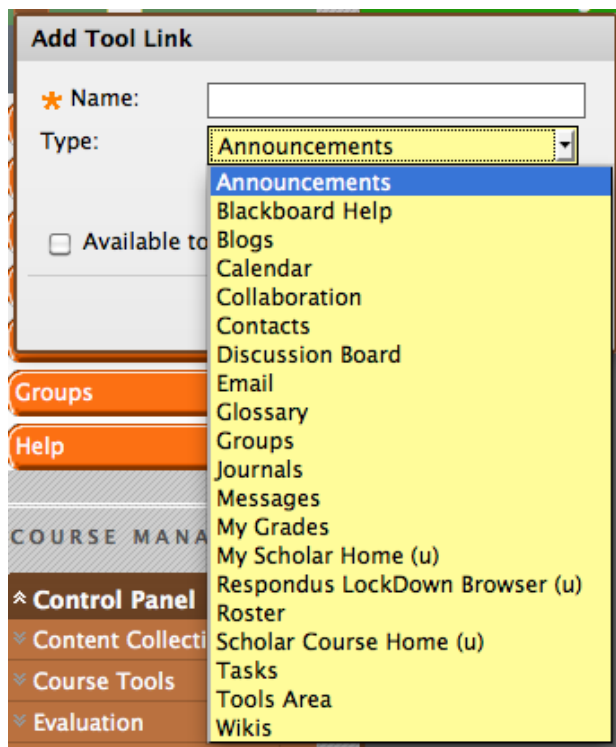 Add Tool Link
* Name:
Type:
Announcements
Announcements
Blackboard Help
Blogs
Available to
Calendar
Collaboration
Contacts
Discussion Board
Email
Groups
Glossary
Groups
Help
Journals
Messages
My Grades
COURSE MANA
My Scholar Home (u)
Respondus LockDown Browser (u)
Control Panel
Roster
Content Collecti
Scholar Course Home (u)
Tasks
Course Tools
Tools Area
Evaluation
Wikis